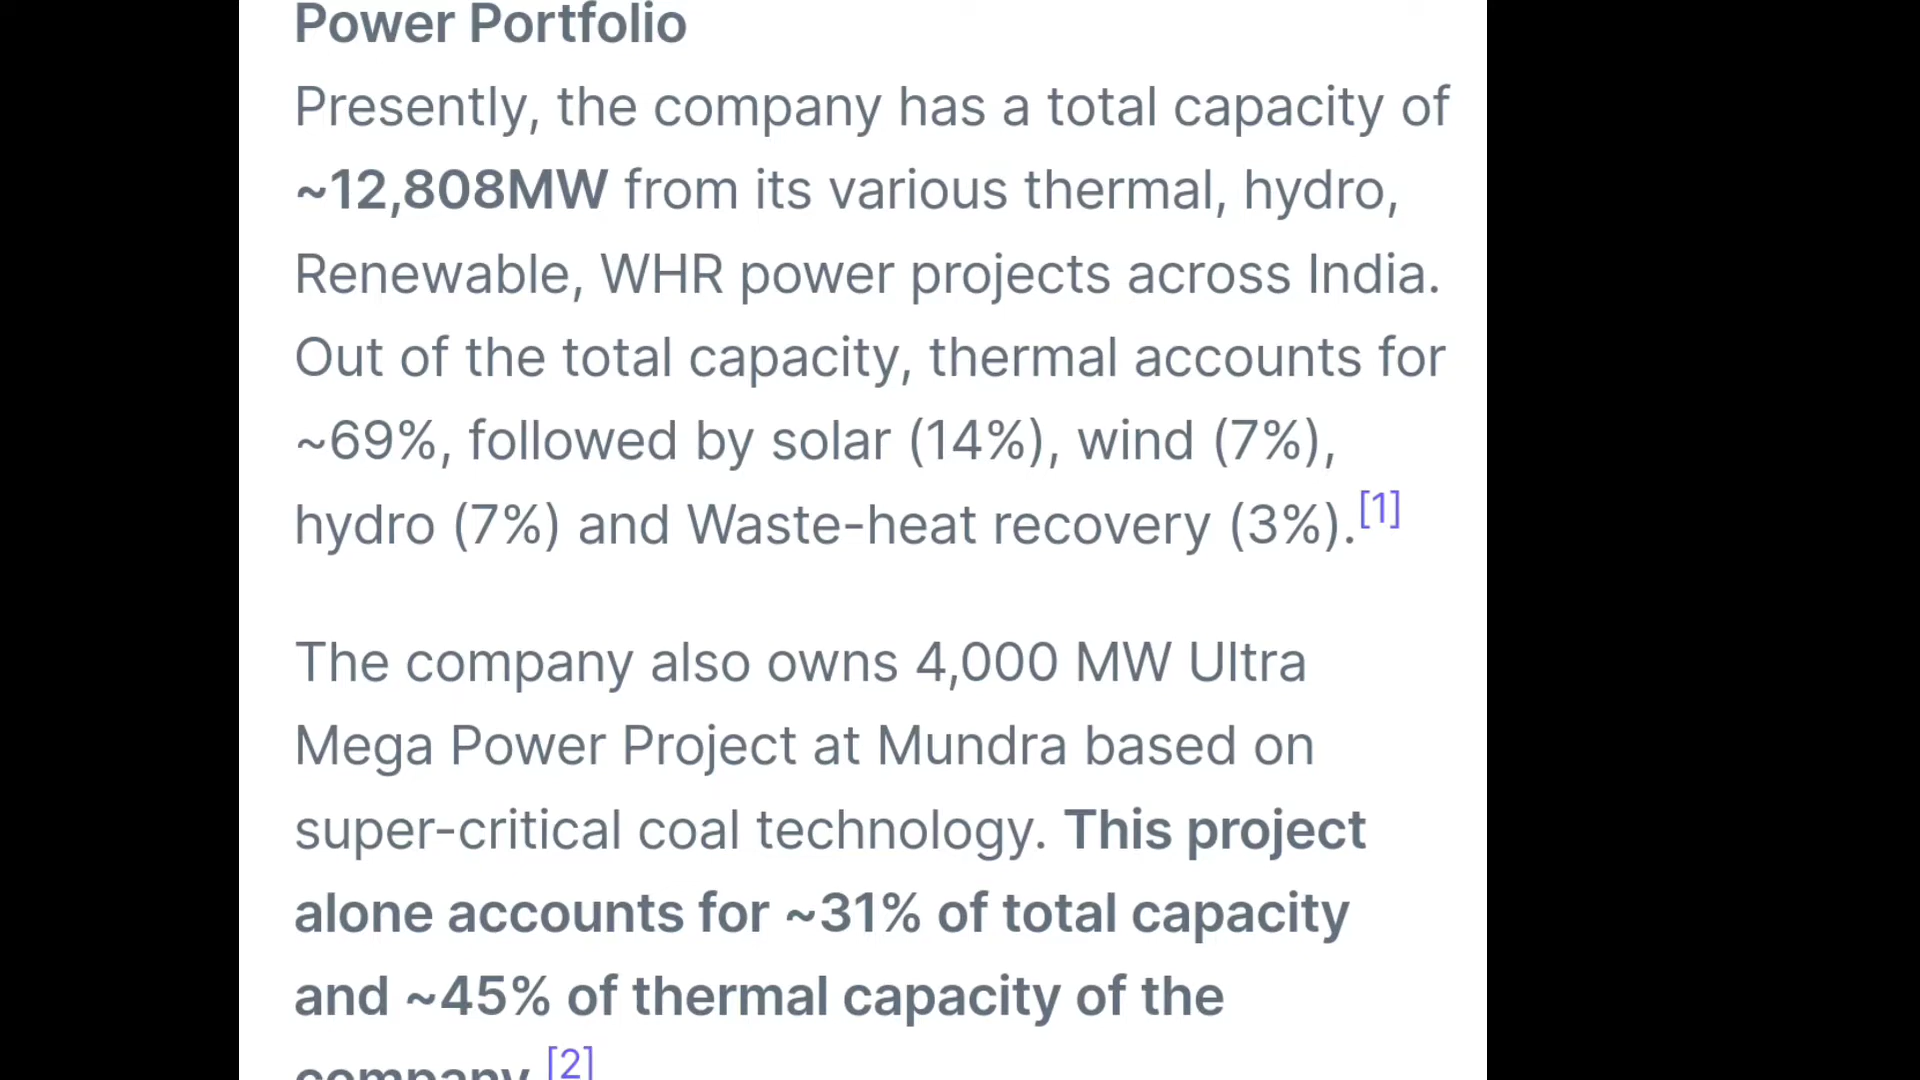 Power Portfolio
Presently, the company has a total capacity of
~12,808MW from its various thermal, hydro,
Renewable, WHR power projects across India.
Out of the total capacity, thermal accounts for
~69%, followed by solar (14%), wind (7%),
hydro (7%) and Waste-heat recovery (3%).[1]
The company also owns 4,000 MW Ultra
Mega Power Project at Mundra based on
super-critical coal technology. This project
alone accounts for ~31% of total capacity
and ~45% of thermal capacity of the
company.[2]